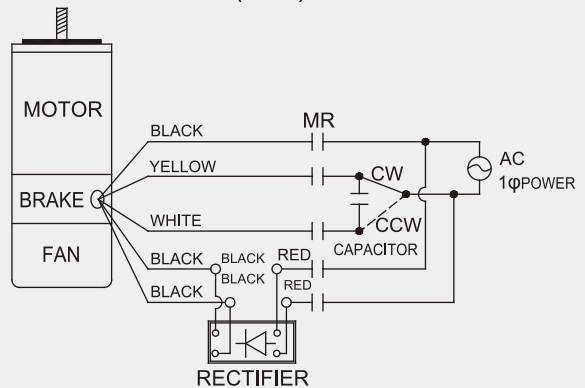 MOTOR
BRAKE
FAN
BLACK
MR
YELLOW
CW
AC
1φPOWER
WHITE
CCW
CAPACITOR
BLACK
BLACK
RED
BLACK
BLACK
RED
RECTIFIER